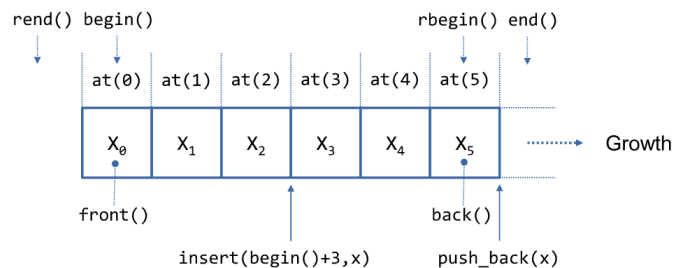 rend() begin() rbegin() end()
at(0) at(1) at(2) at(3) at(4) at(5)
X₀ X₁ X₂ X₃ X₄ X₅
Growth
front() back()
insert(begin()+3,x) push_back(x)